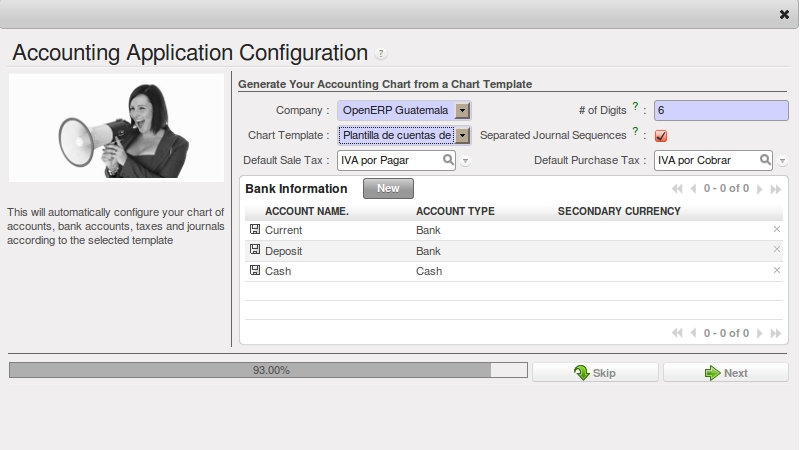 Accounting Application Configuration ?
Generate Your Accounting Chart from a Chart Template
Company : OpenERP Guatemala # of Digits ? : 6
Chart Template : Plantilla de cuentas de Separated Journal Sequences ? :
Default Sale Tax : IVA por Pagar Default Purchase Tax : IVA por Cobrar
This will automatically configure your chart of
accounts, bank accounts, taxes and journals
according to the selected template
Bank Information New 0 - 0 of 0
ACCOUNT NAME. ACCOUNT TYPE SECONDARY CURRENCY
Current Bank
Deposit Bank
Cash Cash
0 - 0 of 0
93.00% Skip Next